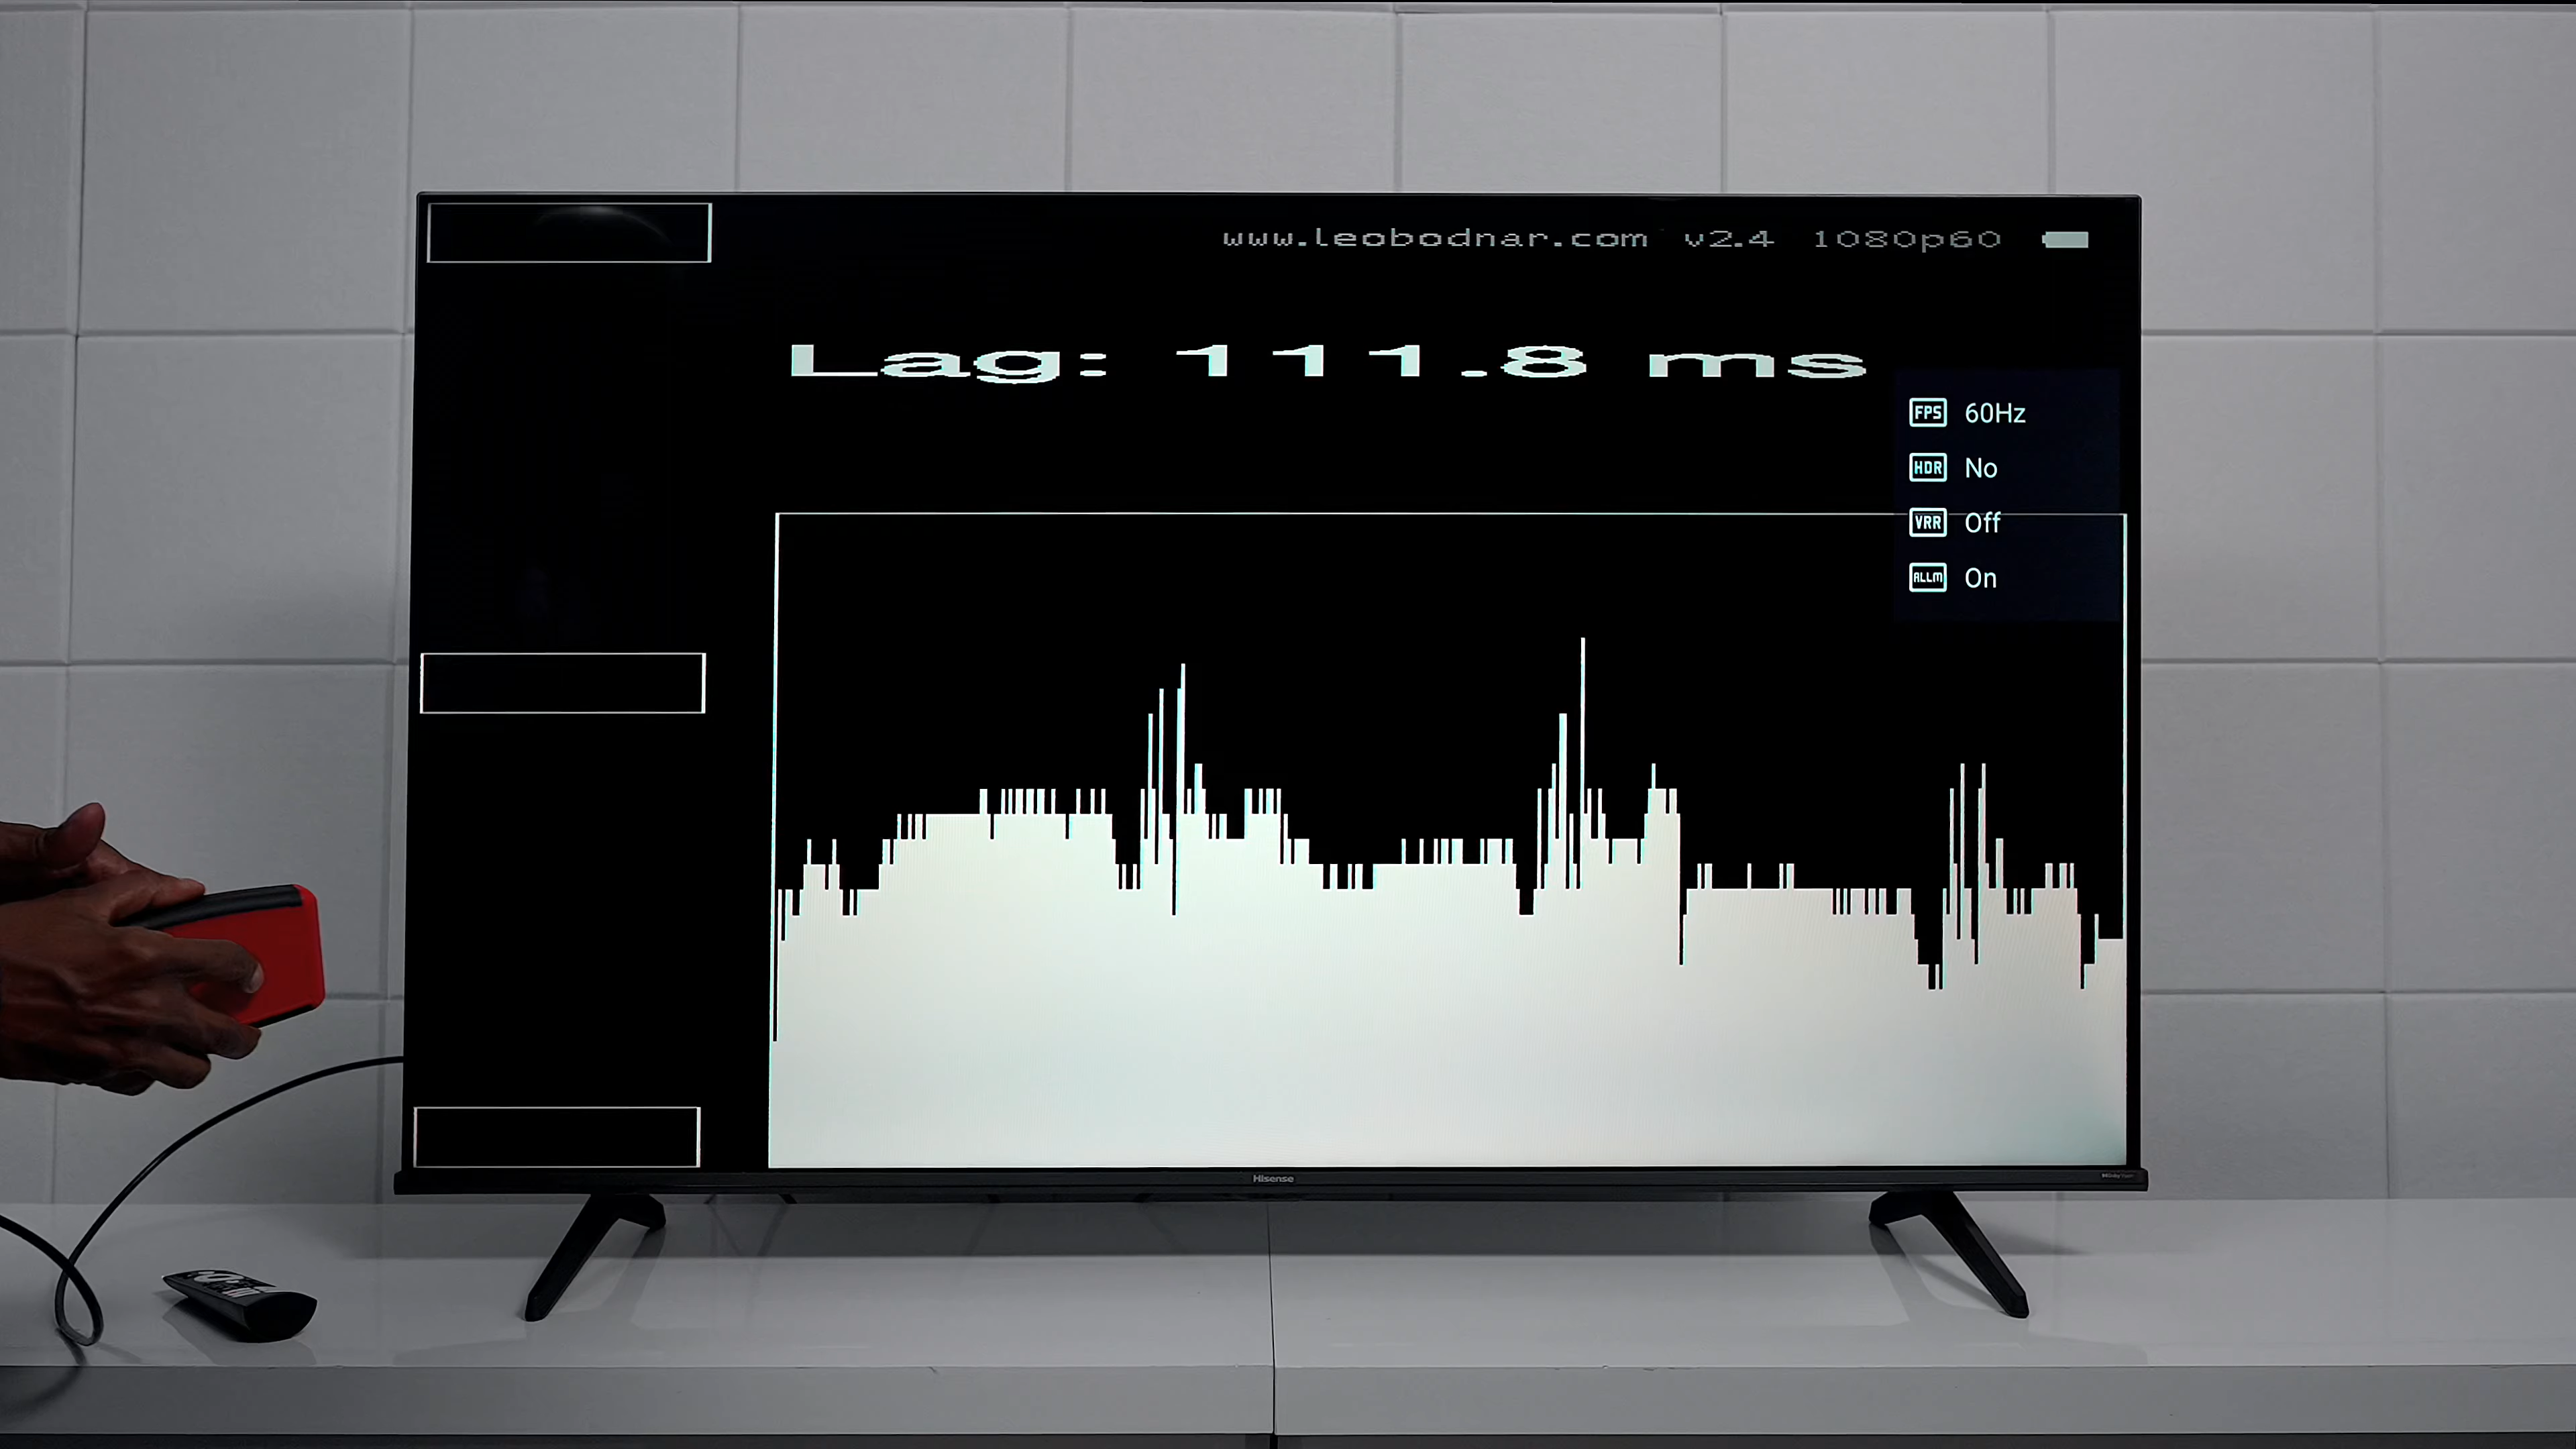 www.leobodnar.com v2.4 1080p60
Lag: 111.8 ms
FPS 60Hz
HDR No
VRR Off
ALLM On
Hisense